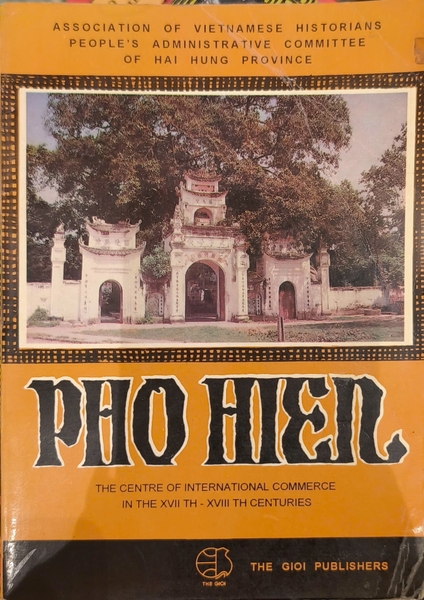 ASSOCIATION OF VIETNAMESE HISTORIANS
PEOPLE'S ADMINISTRATIVE COMMITTEE
OF HAI HUNG PROVINCE
PHO HIEN
THE CENTRE OF INTERNATIONAL COMMERCE
IN THE XVII TH - XVIII TH CENTURIES
THE GIOI
THE GIOI PUBLISHERS